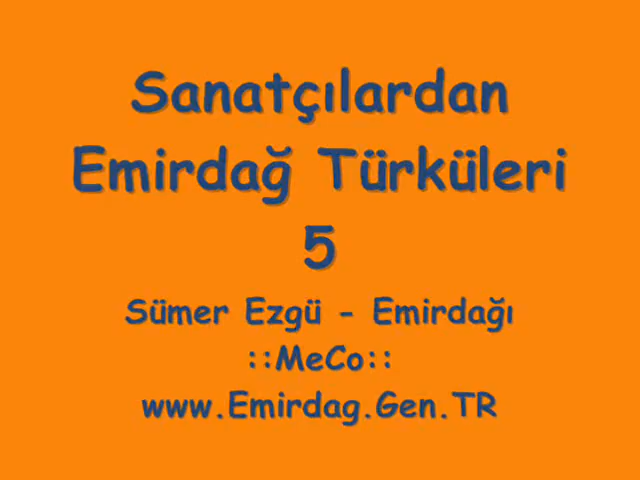 Sanatçılardan
Emirdağ Türküleri
5
Sümer Ezgü - Emirdağı
::MeCo::
www.Emirdag.Gen.TR